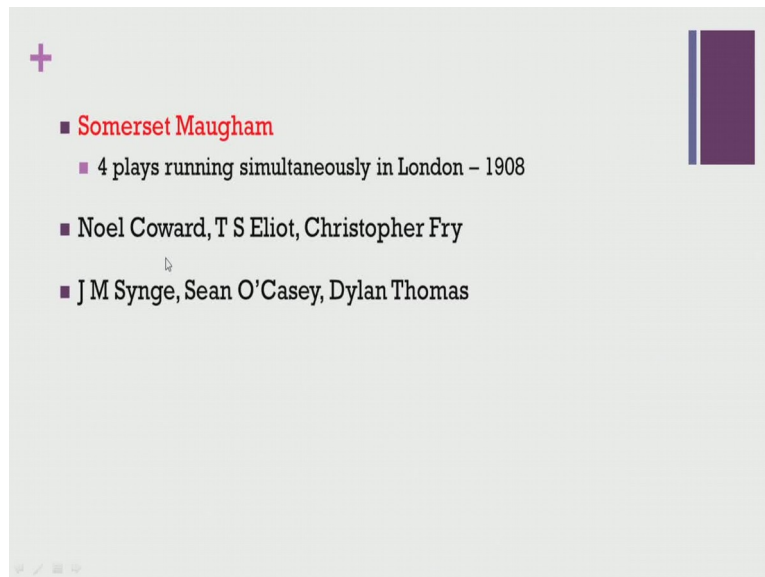 Somerset Maugham
4 plays running simultaneously in London – 1908
Noel Coward, T S Eliot, Christopher Fry
J M Synge, Sean O'Casey, Dylan Thomas